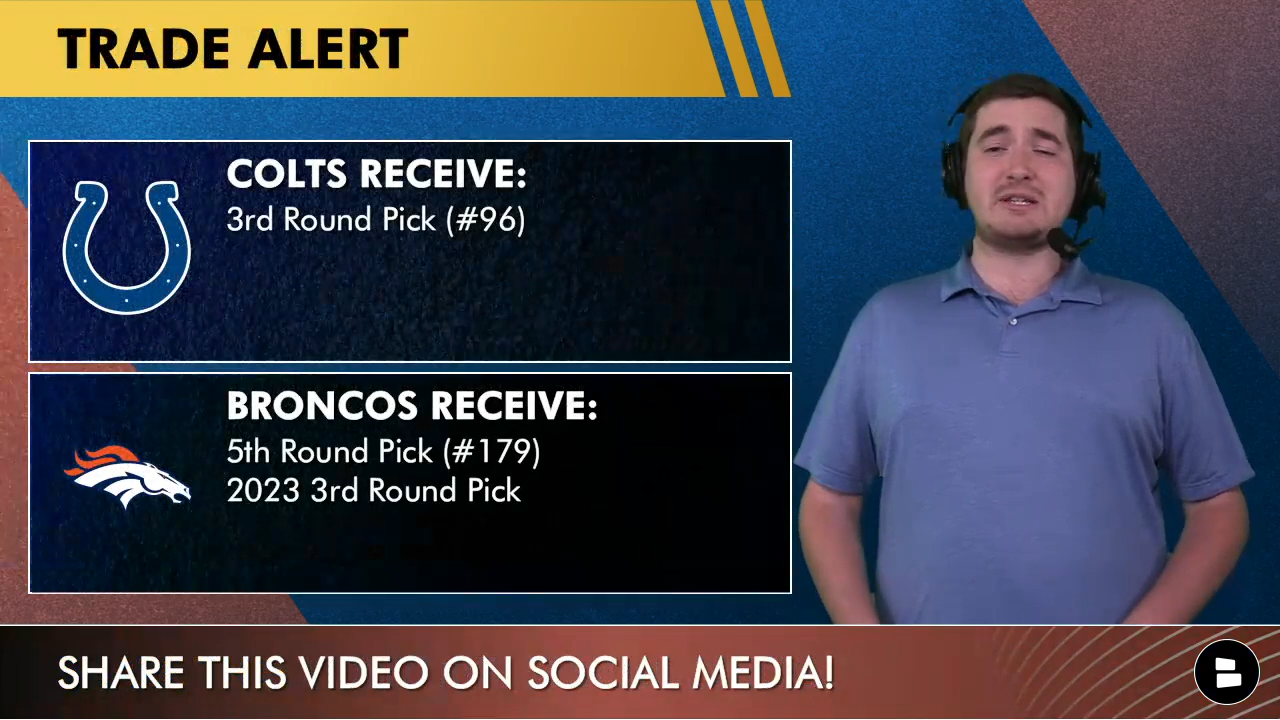 TRADE ALERT
COLTS RECEIVE:
3rd Round Pick (#96)
BRONCOS RECEIVE:
5th Round Pick (#179)
2023 3rd Round Pick
SHARE THIS VIDEO ON SOCIAL MEDIA!